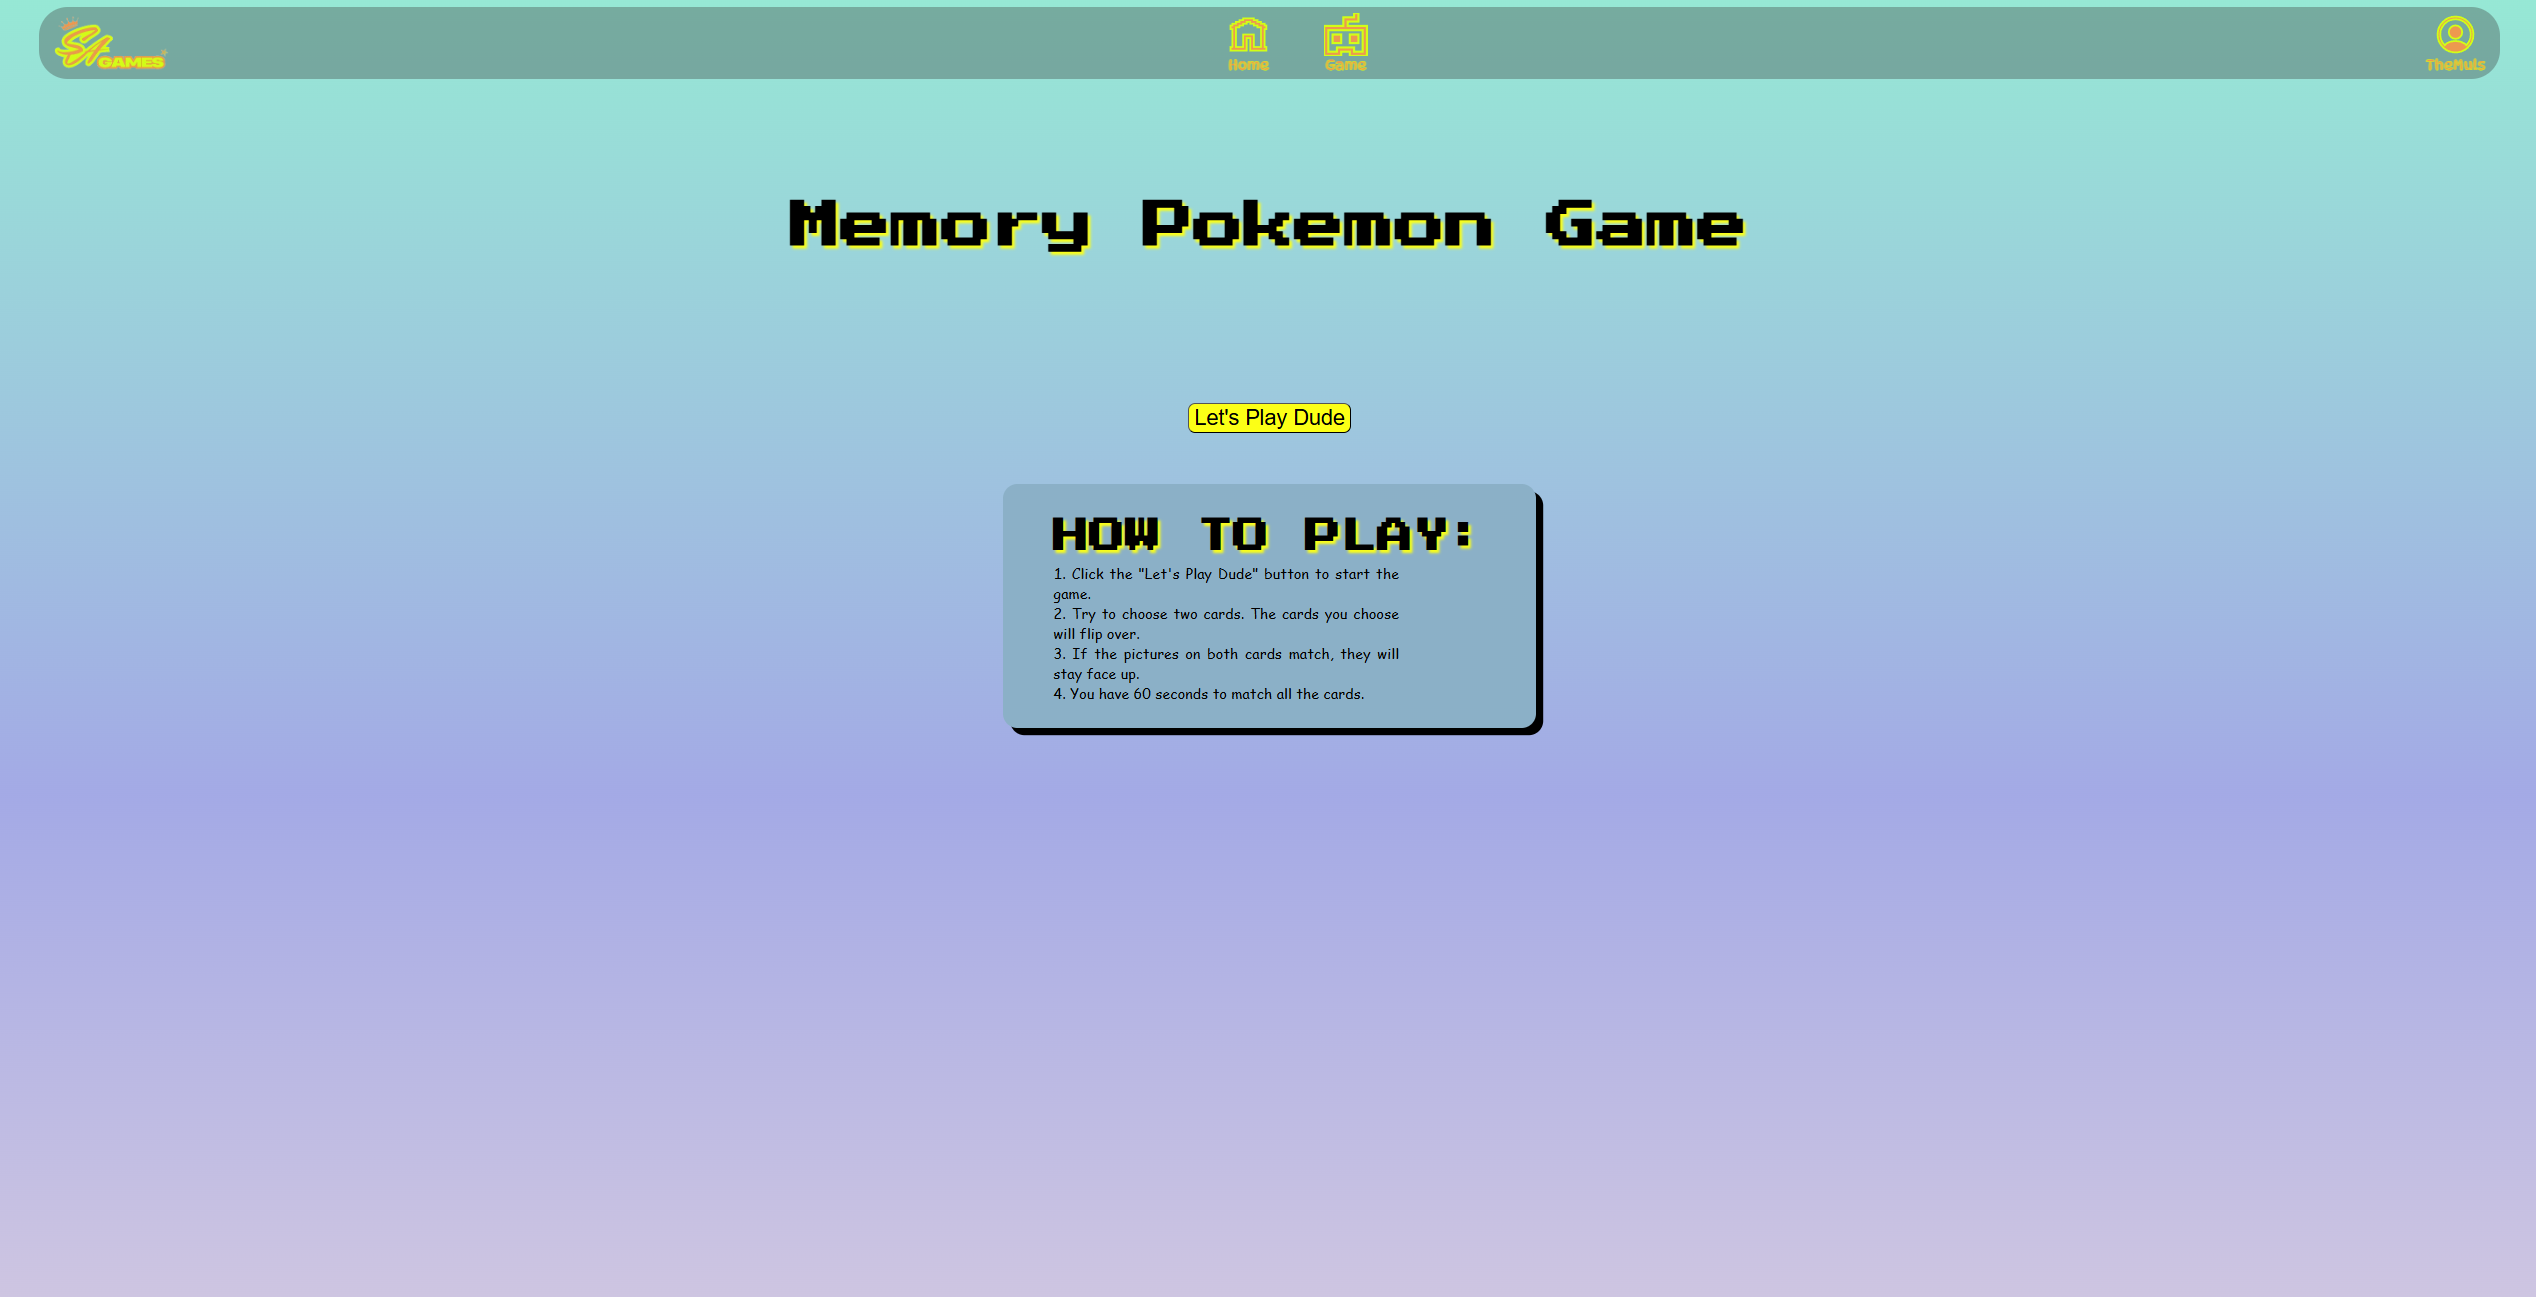 SA GAMES
Home
Game
TheMuls
Memory Pokemon Game
Let's Play Dude
HOW TO PLAY:
1. Click the "Let's Play Dude" button to start the
game.
2. Try to choose two cards. The cards you choose
will flip over.
3. If the pictures on both cards match, they will
stay face up.
4. You have 60 seconds to match all the cards.